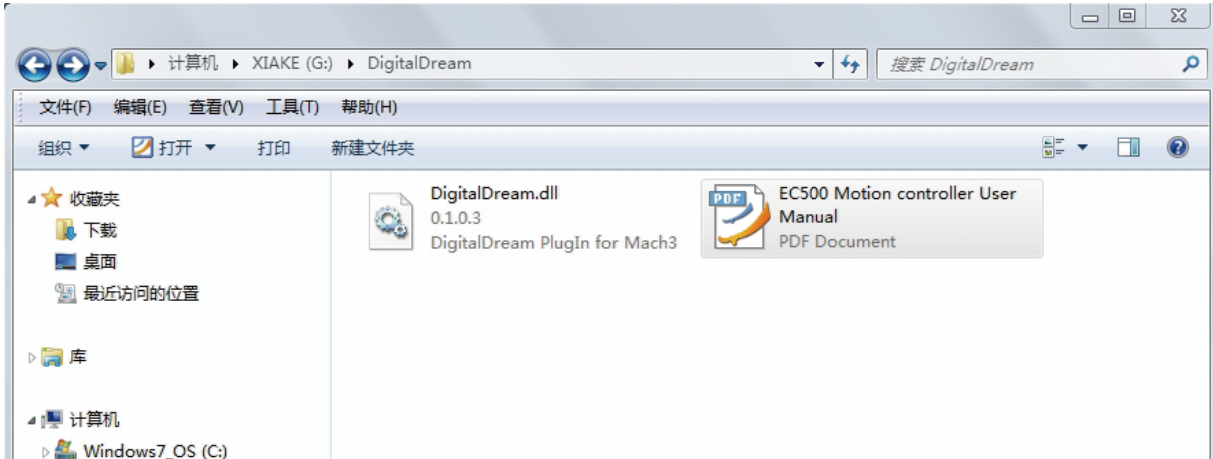 计算机 XIAKE (G:) DigitalDream
搜索 DigitalDream
文件(F) 编辑(E) 查看(V) 工具(T) 帮助(H)
组织 打开 打印 新建文件夹
收藏夹
下载
桌面
最近访问的位置
库
计算机
Windows7_OS (C:)
DigitalDream.dll
0.1.0.3
DigitalDream PlugIn for Mach3
PDF
EC500 Motion controller User
Manual
PDF Document